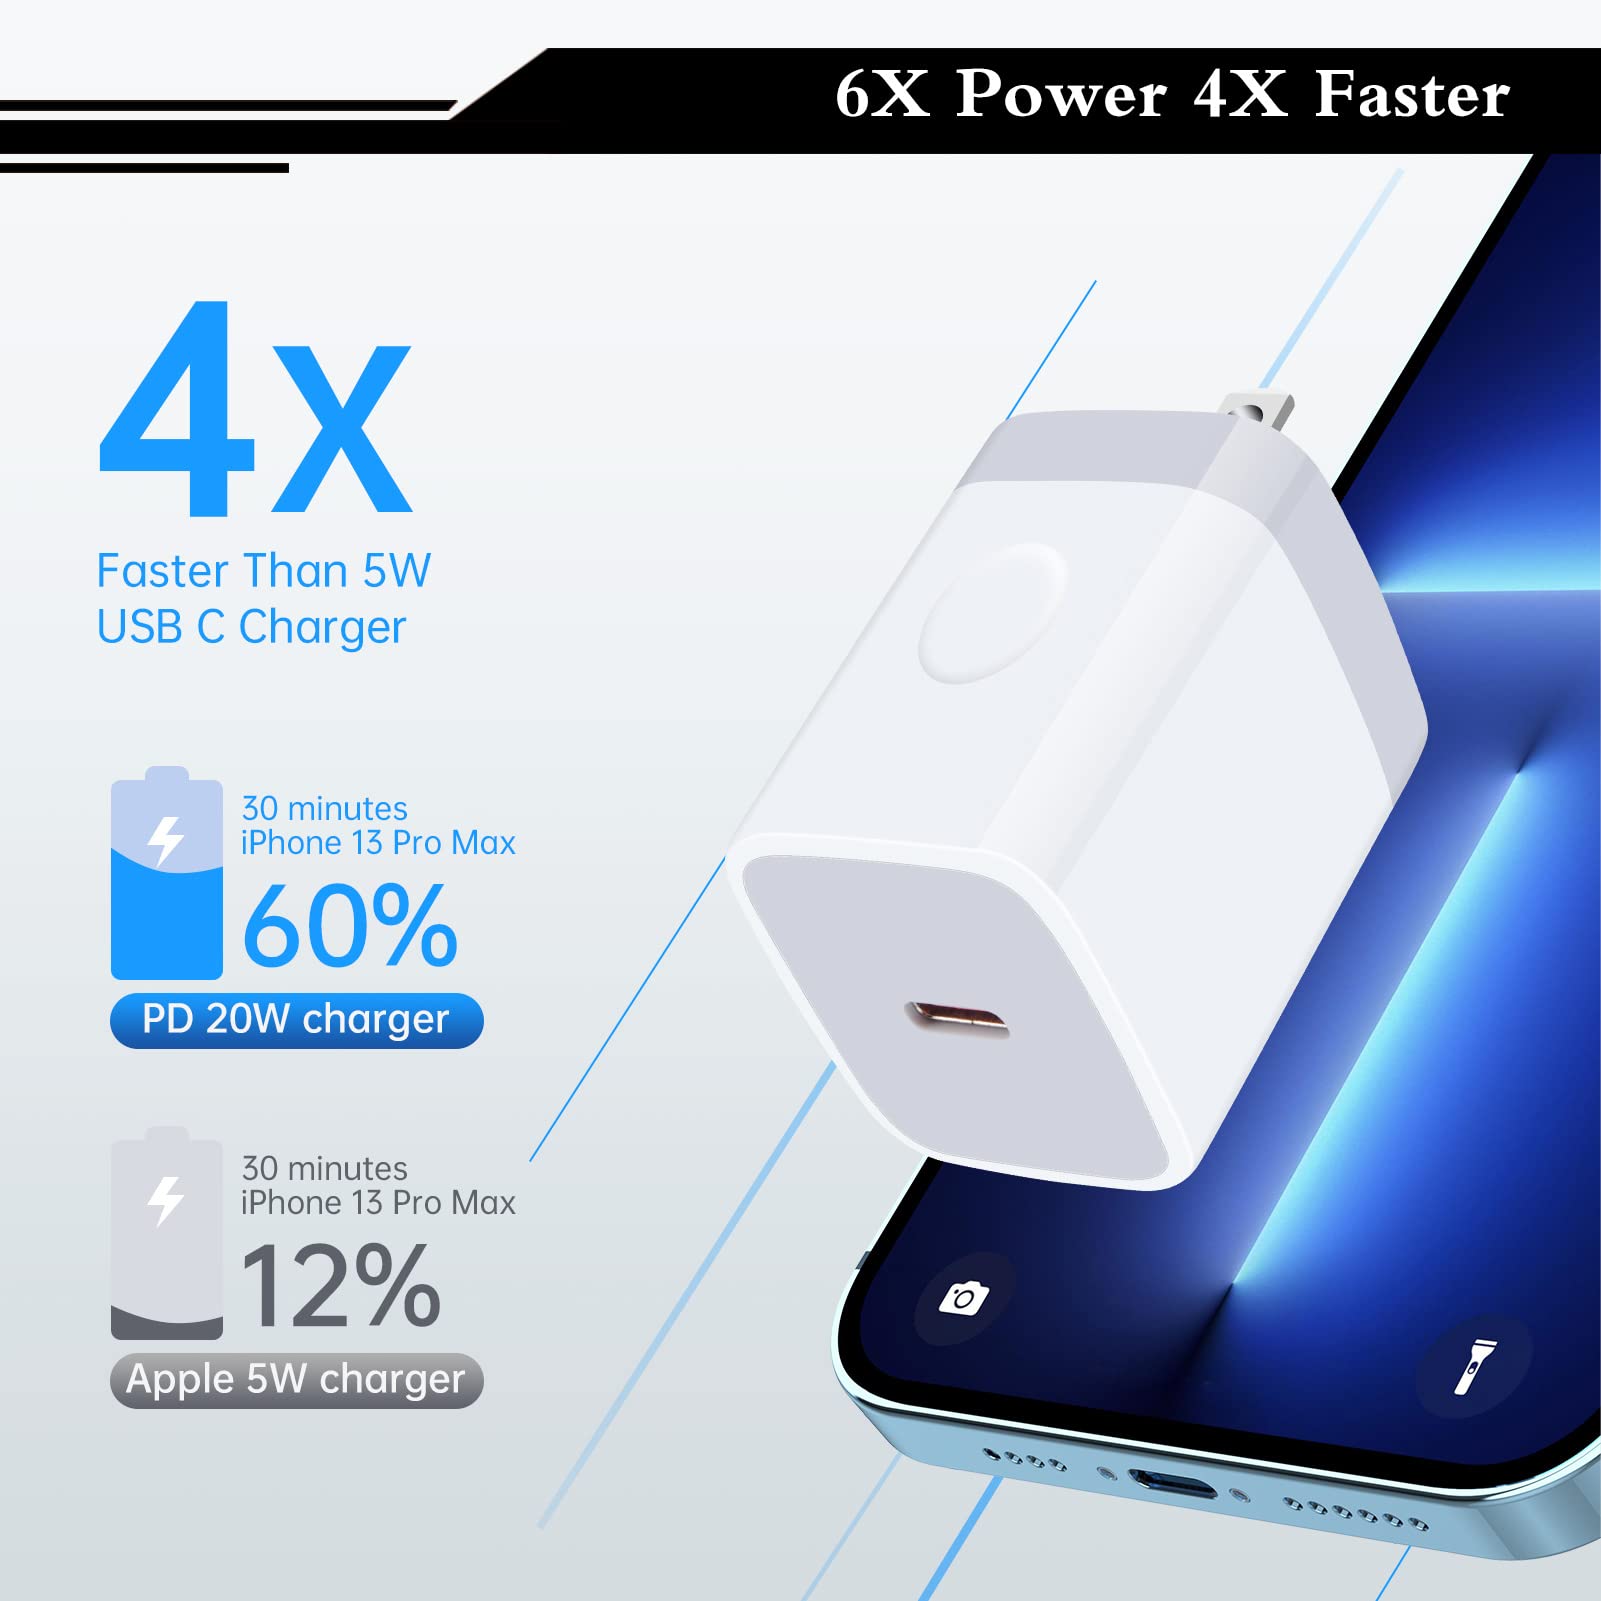 6X Power 4X Faster
4X
Faster Than 5W
USB C Charger
30 minutes
iPhone 13 Pro Max
60%
PD 20W charger
30 minutes
iPhone 13 Pro Max
12%
Apple 5W charger